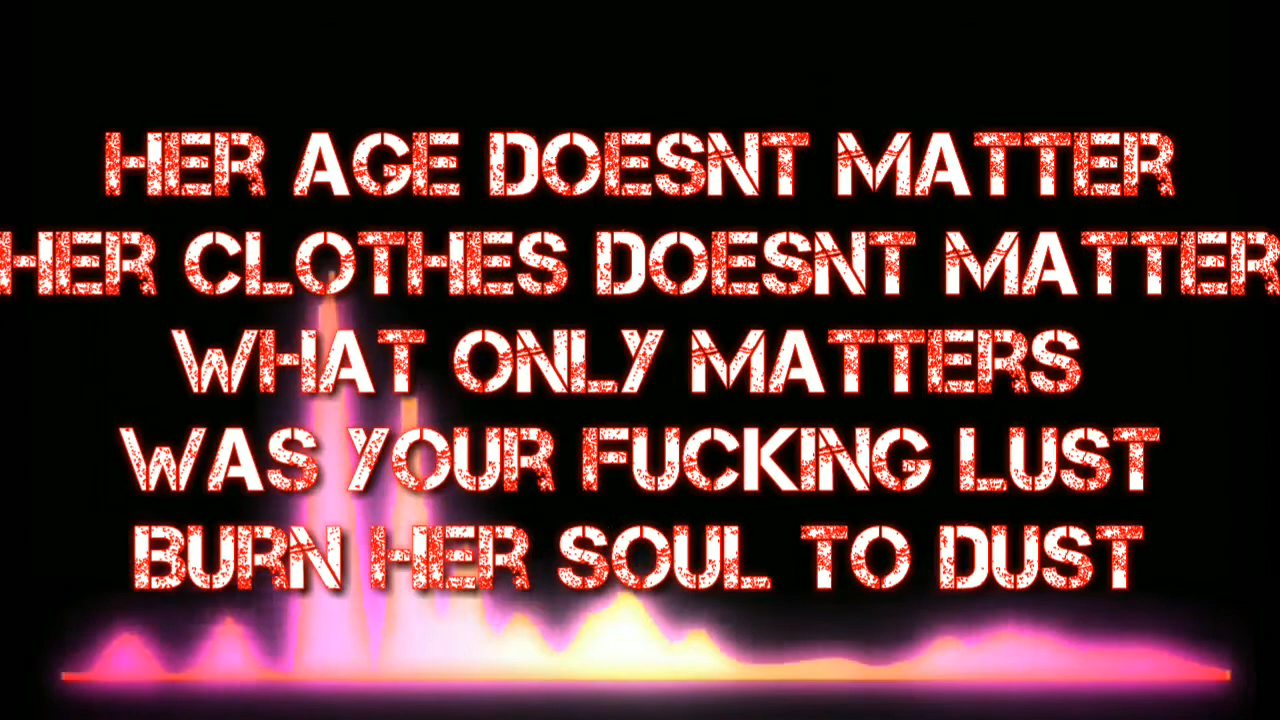 HER AGE DOESNT MATTER
HER CLOTHES DOESNT MATTER
WHAT ONLY MATTERS
WAS YOUR FUCKING LUST
BURN HER SOUL TO DUST